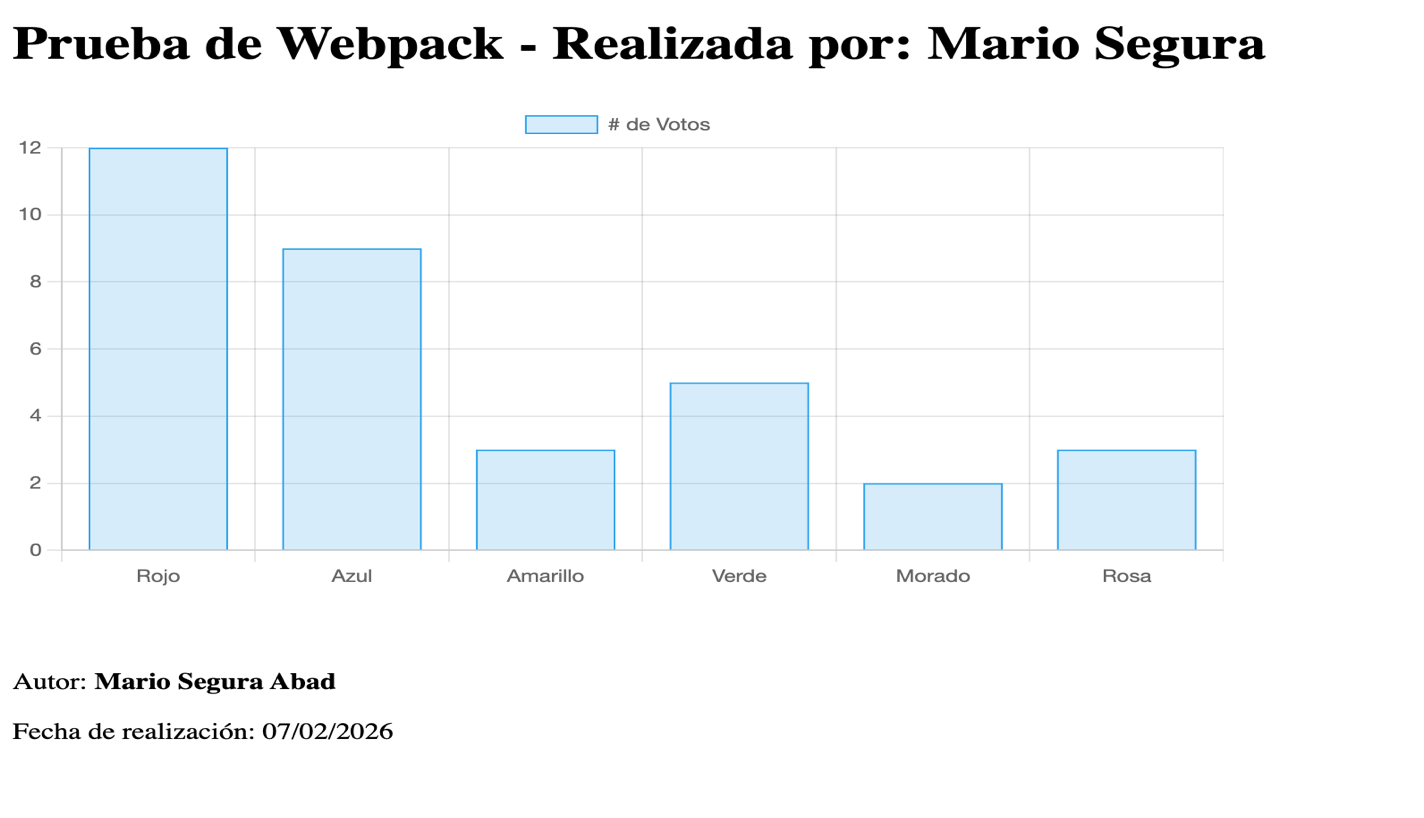 Prueba de Webpack - Realizada por: Mario Segura
# de Votos
12
10
8
6
4
2
0
Rojo Azul Amarillo Verde Morado Rosa
Autor: Mario Segura Abad
Fecha de realización: 07/02/2026